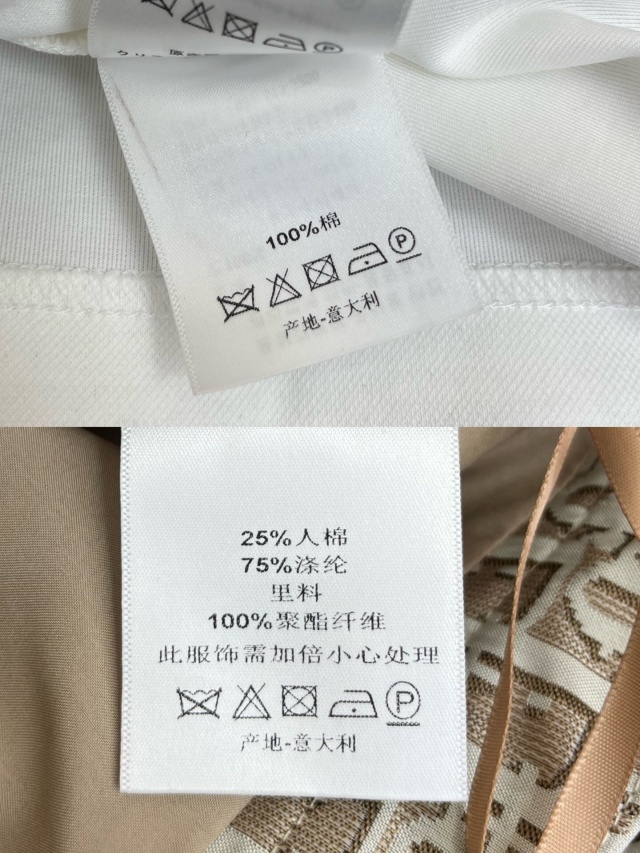 100%棉
产地-意大利
25%人棉
75%涤纶
里料
100%聚酯纤维
此服饰需加倍小心处理
P
产地-意大利